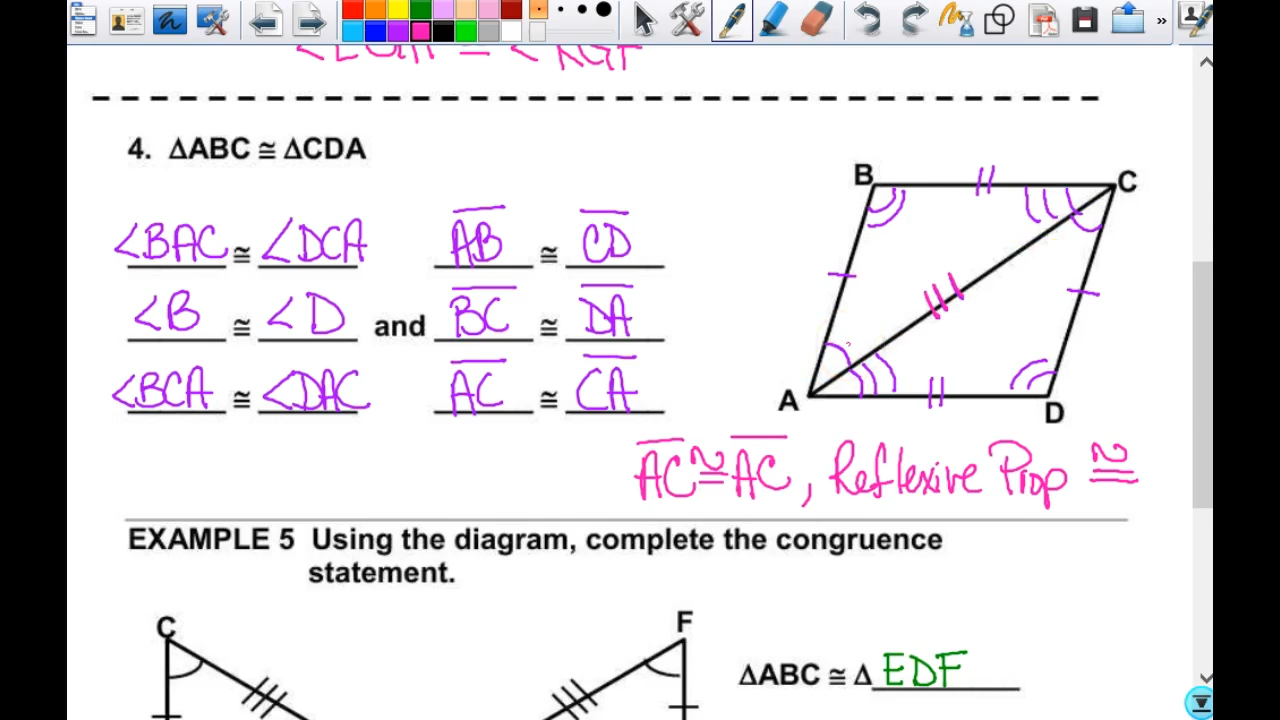 4. ΔABC ≅ ΔCDA
∠BAC ≅ ∠DCA AB ≅ CD
∠B ≅ ∠D and BC ≅ DA
∠BCA ≅ ∠DAC AC ≅ CA
B
C
A
D
AC ≅ AC, Reflexive Prop ≅
EXAMPLE 5 Using the diagram, complete the congruence
statement.
C
F
ΔABC ≅ Δ EDF